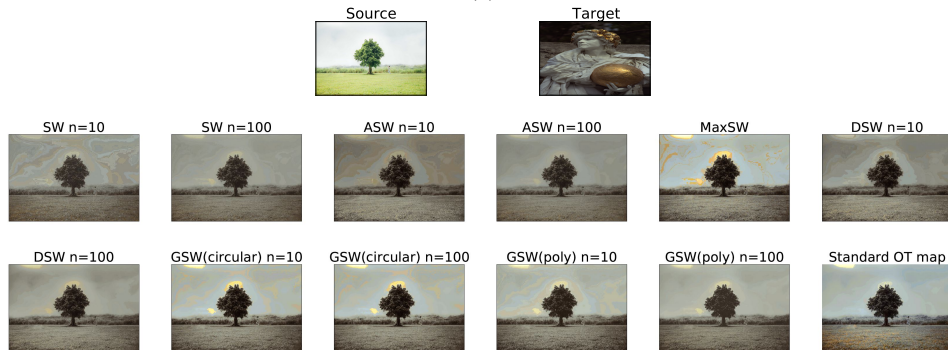 Source Target
SW n=10 SW n=100 ASW n=10 ASW n=100 MaxSW DSW n=10
DSW n=100 GSW(circular) n=10 GSW(circular) n=100 GSW(poly) n=10 GSW(poly) n=100 Standard OT map